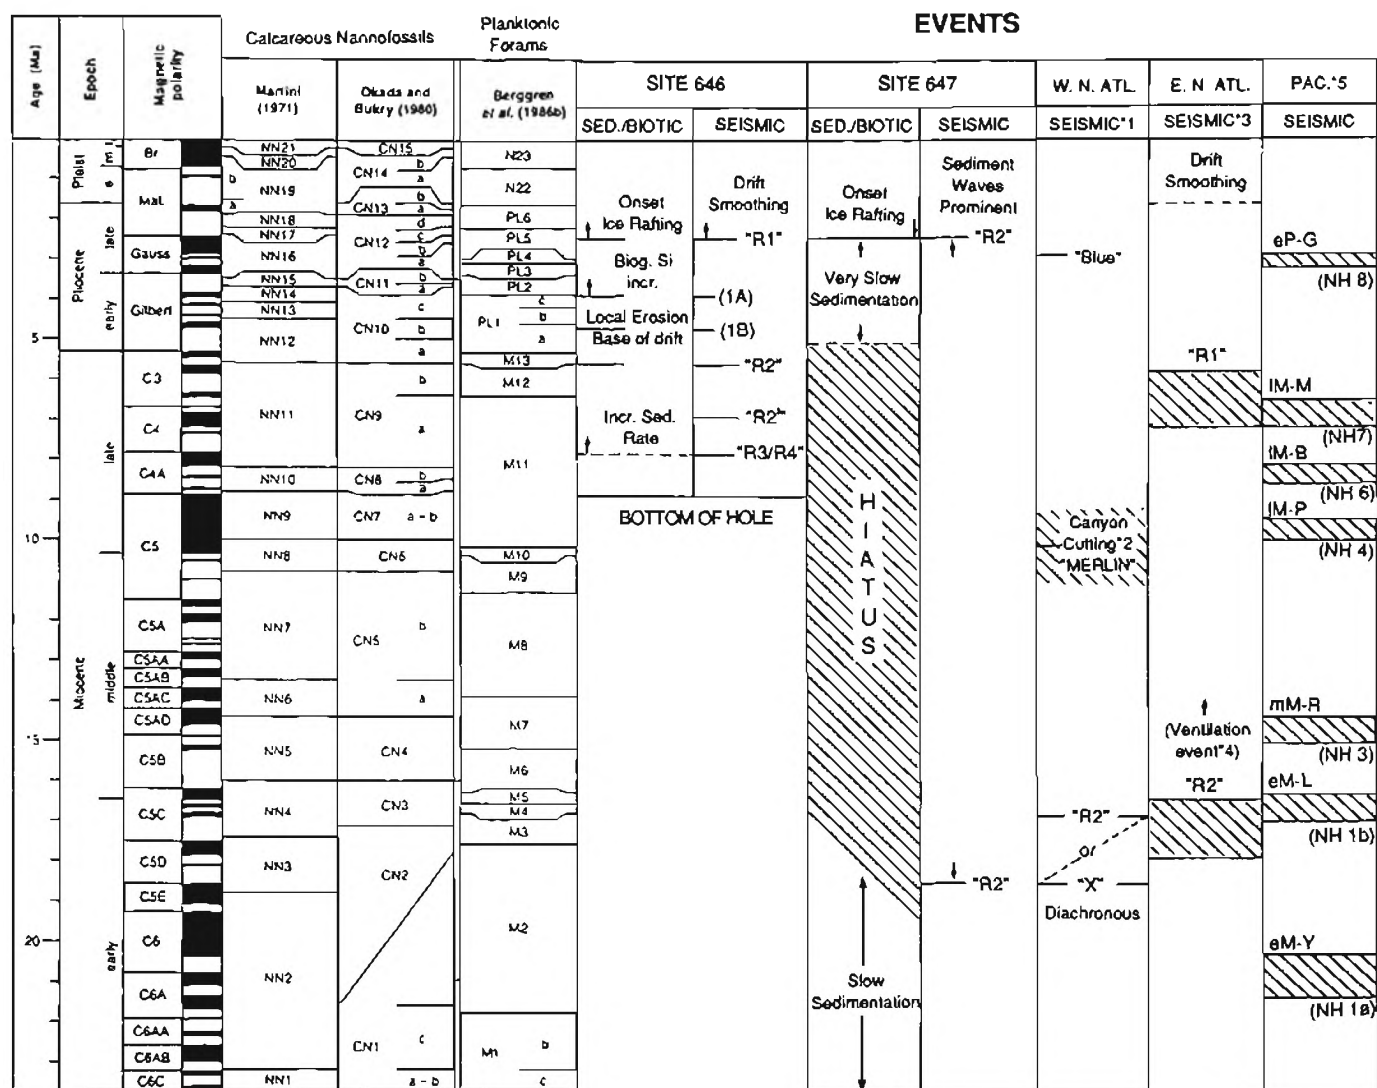 EVENTS
Age (Ma)
Epoch
Magnetic polarity
Calcareous Nannofossils
Martini (1971)
Okada and Bukry (1980)
Planktonic Forams
Berggren et al. (1986b)
SITE 646
SED./BIOTIC
SEISMIC
SITE 647
SED./BIOTIC
SEISMIC
W. N. ATL.
SEISMIC*1
E. N. ATL.
SEISMIC*3
PAC.*5
SEISMIC
5
10
15
20
Pleist
Pliocene
late
early
Miocene
late
middle
early
Br
Mat.
Gauss
Gilbert
C3
C4
C4A
C5
C5A
C5AA
C5AB
C5AC
C5AD
C5B
C5C
C5D
C5E
C6
C6A
C6AA
C6AB
C6C
NN21
NN20
b
NN19
a
NN18
NN17
NN16
NN15
NN14
NN13
NN12
NN11
NN10
NN9
NN8
NN7
NN6
NN5
NN4
NN3
NN2
NN1
CN15
CN14
b
a
CN13
b
a
CN12
d
c
b
a
CN11
b
a
CN10
c
b
a
CN9
b
a
CN8
b
a
CN7
a - b
CN6
CN5
b
a
CN4
CN3
CN2
CN1
c
a - b
N23
N22
PL6
PL5
PL4
PL3
PL2
PL1
c
b
a
M13
M12
M11
M10
M9
M8
M7
M6
M5
M4
M3
M2
M1
b
c
Onset
Ice Rafting
Biog. Si
incr.
Local Erosion
Base of drift
Incr. Sed.
Rate
Drift
Smoothing
"R1"
(1A)
(1B)
"R2"
"R2"
"R3/R4"
BOTTOM OF HOLE
Onset
Ice Rafting
Very Slow
Sedimentation
HIATUS
Slow
Sedimentation
Sediment
Waves
Prominent
"R2"
"R2"
"Blue"
Canyon
Cutting*2
"MERLIN"
"R2"
or
"X"
Diachronous
Drift
Smoothing
"R1"
(Ventilation
event*4)
"R2"
eP-G
(NH 8)
lM-M
(NH7)
lM-B
(NH 6)
lM-P
(NH 4)
mM-R
(NH 3)
eM-L
(NH 1b)
eM-Y
(NH 1a)